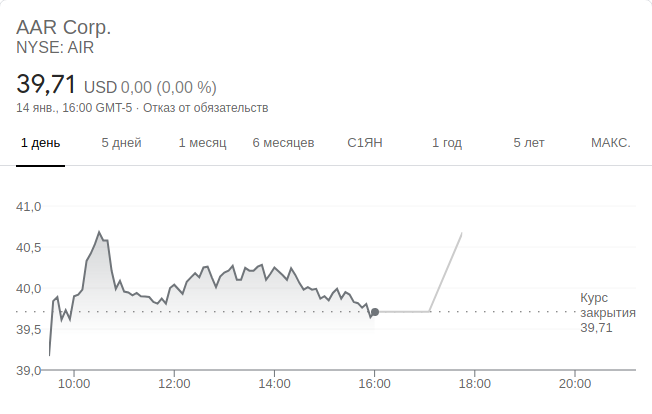 AAR Corp.
NYSE: AIR
39,71 USD 0,00 (0,00 %)
14 янв., 16:00 GMT-5 · Отказ от обязательств
1 день 5 дней 1 месяц 6 месяцев С1ЯН 1 год 5 лет МАКС.
41,0
40,5
40,0
39,5
39,0
Курс
закрытия
39,71
10:00 12:00 14:00 16:00 18:00 20:00